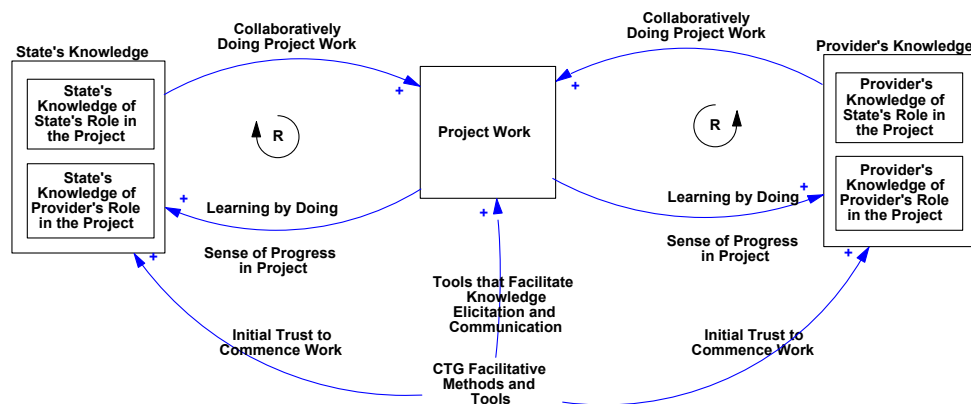 State's Knowledge
State's
Knowledge of
State's Role in
the Project
State's
Knowledge of
Provider's Role
in the Project
Collaboratively
Doing Project Work
+
R
+
Learning by Doing
Sense of Progress
in Project
+
Initial Trust to
Commence Work
Project Work
+
Tools that Facilitate
Knowledge
Elicitation and
Communication
CTG Facilitative
Methods and
Tools
Collaboratively
Doing Project Work
+
R
+
Learning by Doing
Sense of Progress
in Project
+
Initial Trust to
Commence Work
Provider's Knowledge
Provider's
Knowledge of
State's Role in
the Project
Provider's
Knowledge of
Provider's Role
in the Project